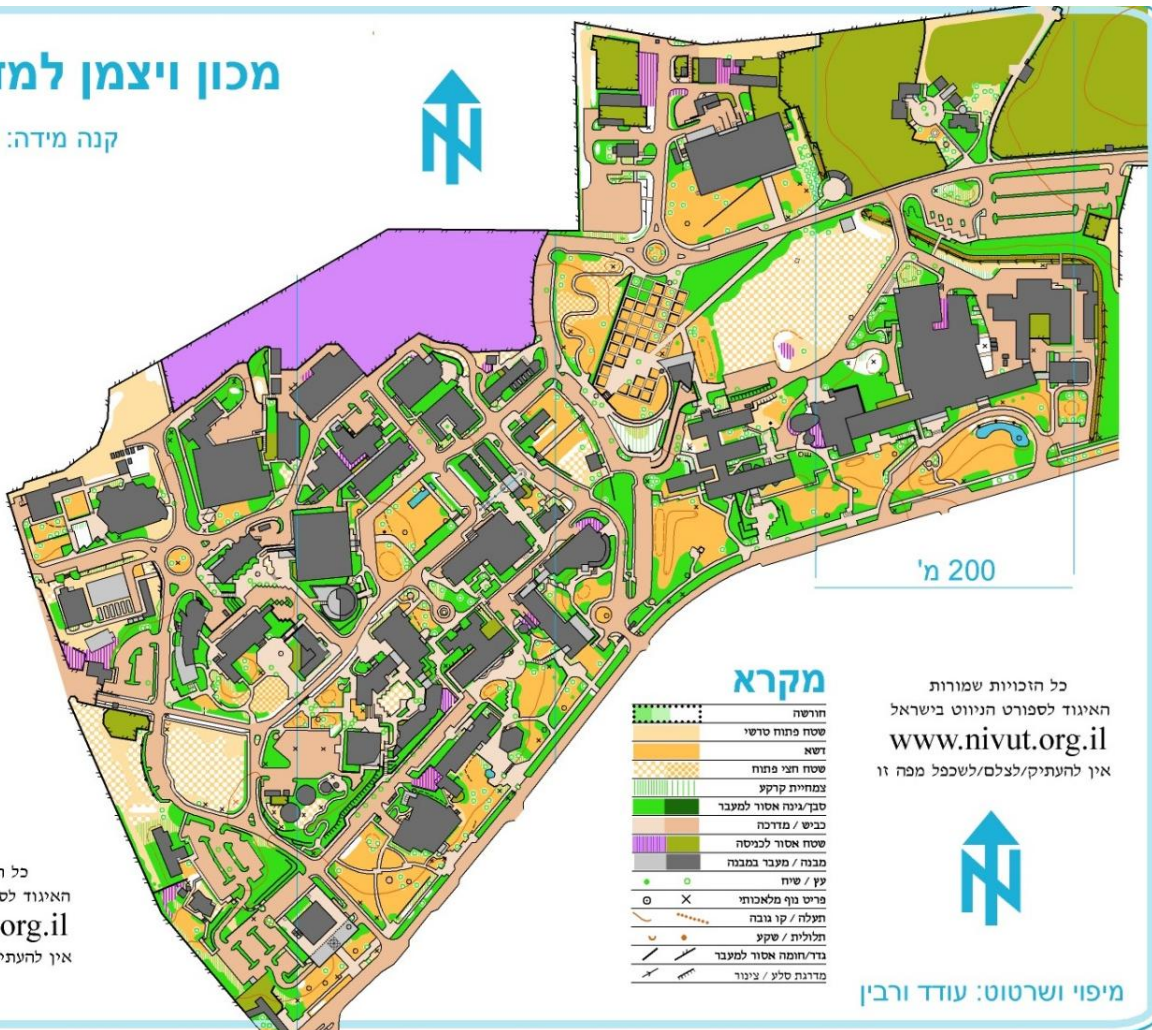 מכון ויצמן למד
קנה מידה:
200 מ'
מקרא
חורשה
שטח פתוח טרשי
דשא
שטח חצי פתוח
צמחיית קרקע
סבך/גינה אסור למעבר
כביש / מדרכה
שטח אסור לכניסה
מבנה / מעבר במבנה
עץ / שיח
פריט נוף מלאכותי
תעלה / קו גובה
תלולית / שקע
גדר/חומה אסור למעבר
מדרגת סלע / צינור
כל הזכויות שמורות
האיגוד לספורט הניווט בישראל
www.nivut.org.il
אין להעתיק/לצלם/לשכפל מפה זו
מיפוי ושרטוט: עודד ורבין
כל ה
האיגוד לס
org.il
אין להעתי